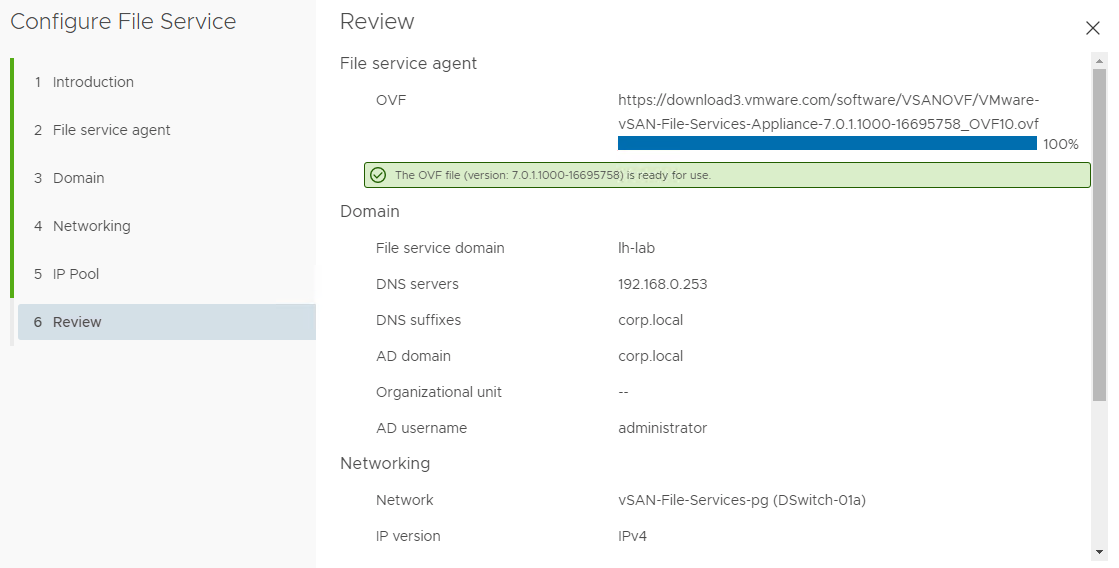 Configure File Service
1 Introduction
2 File service agent
3 Domain
4 Networking
5 IP Pool
6 Review
Review
File service agent
OVF https://download3.vmware.com/software/VSANOVF/VMware-
vSAN-File-Services-Appliance-7.0.1.1000-16695758_OVF10.ovf
100%
The OVF file (version: 7.0.1.1000-16695758) is ready for use.
Domain
File service domain lh-lab
DNS servers 192.168.0.253
DNS suffixes corp.local
AD domain corp.local
Organizational unit --
AD username administrator
Networking
Network vSAN-File-Services-pg (DSwitch-01a)
IP version IPv4